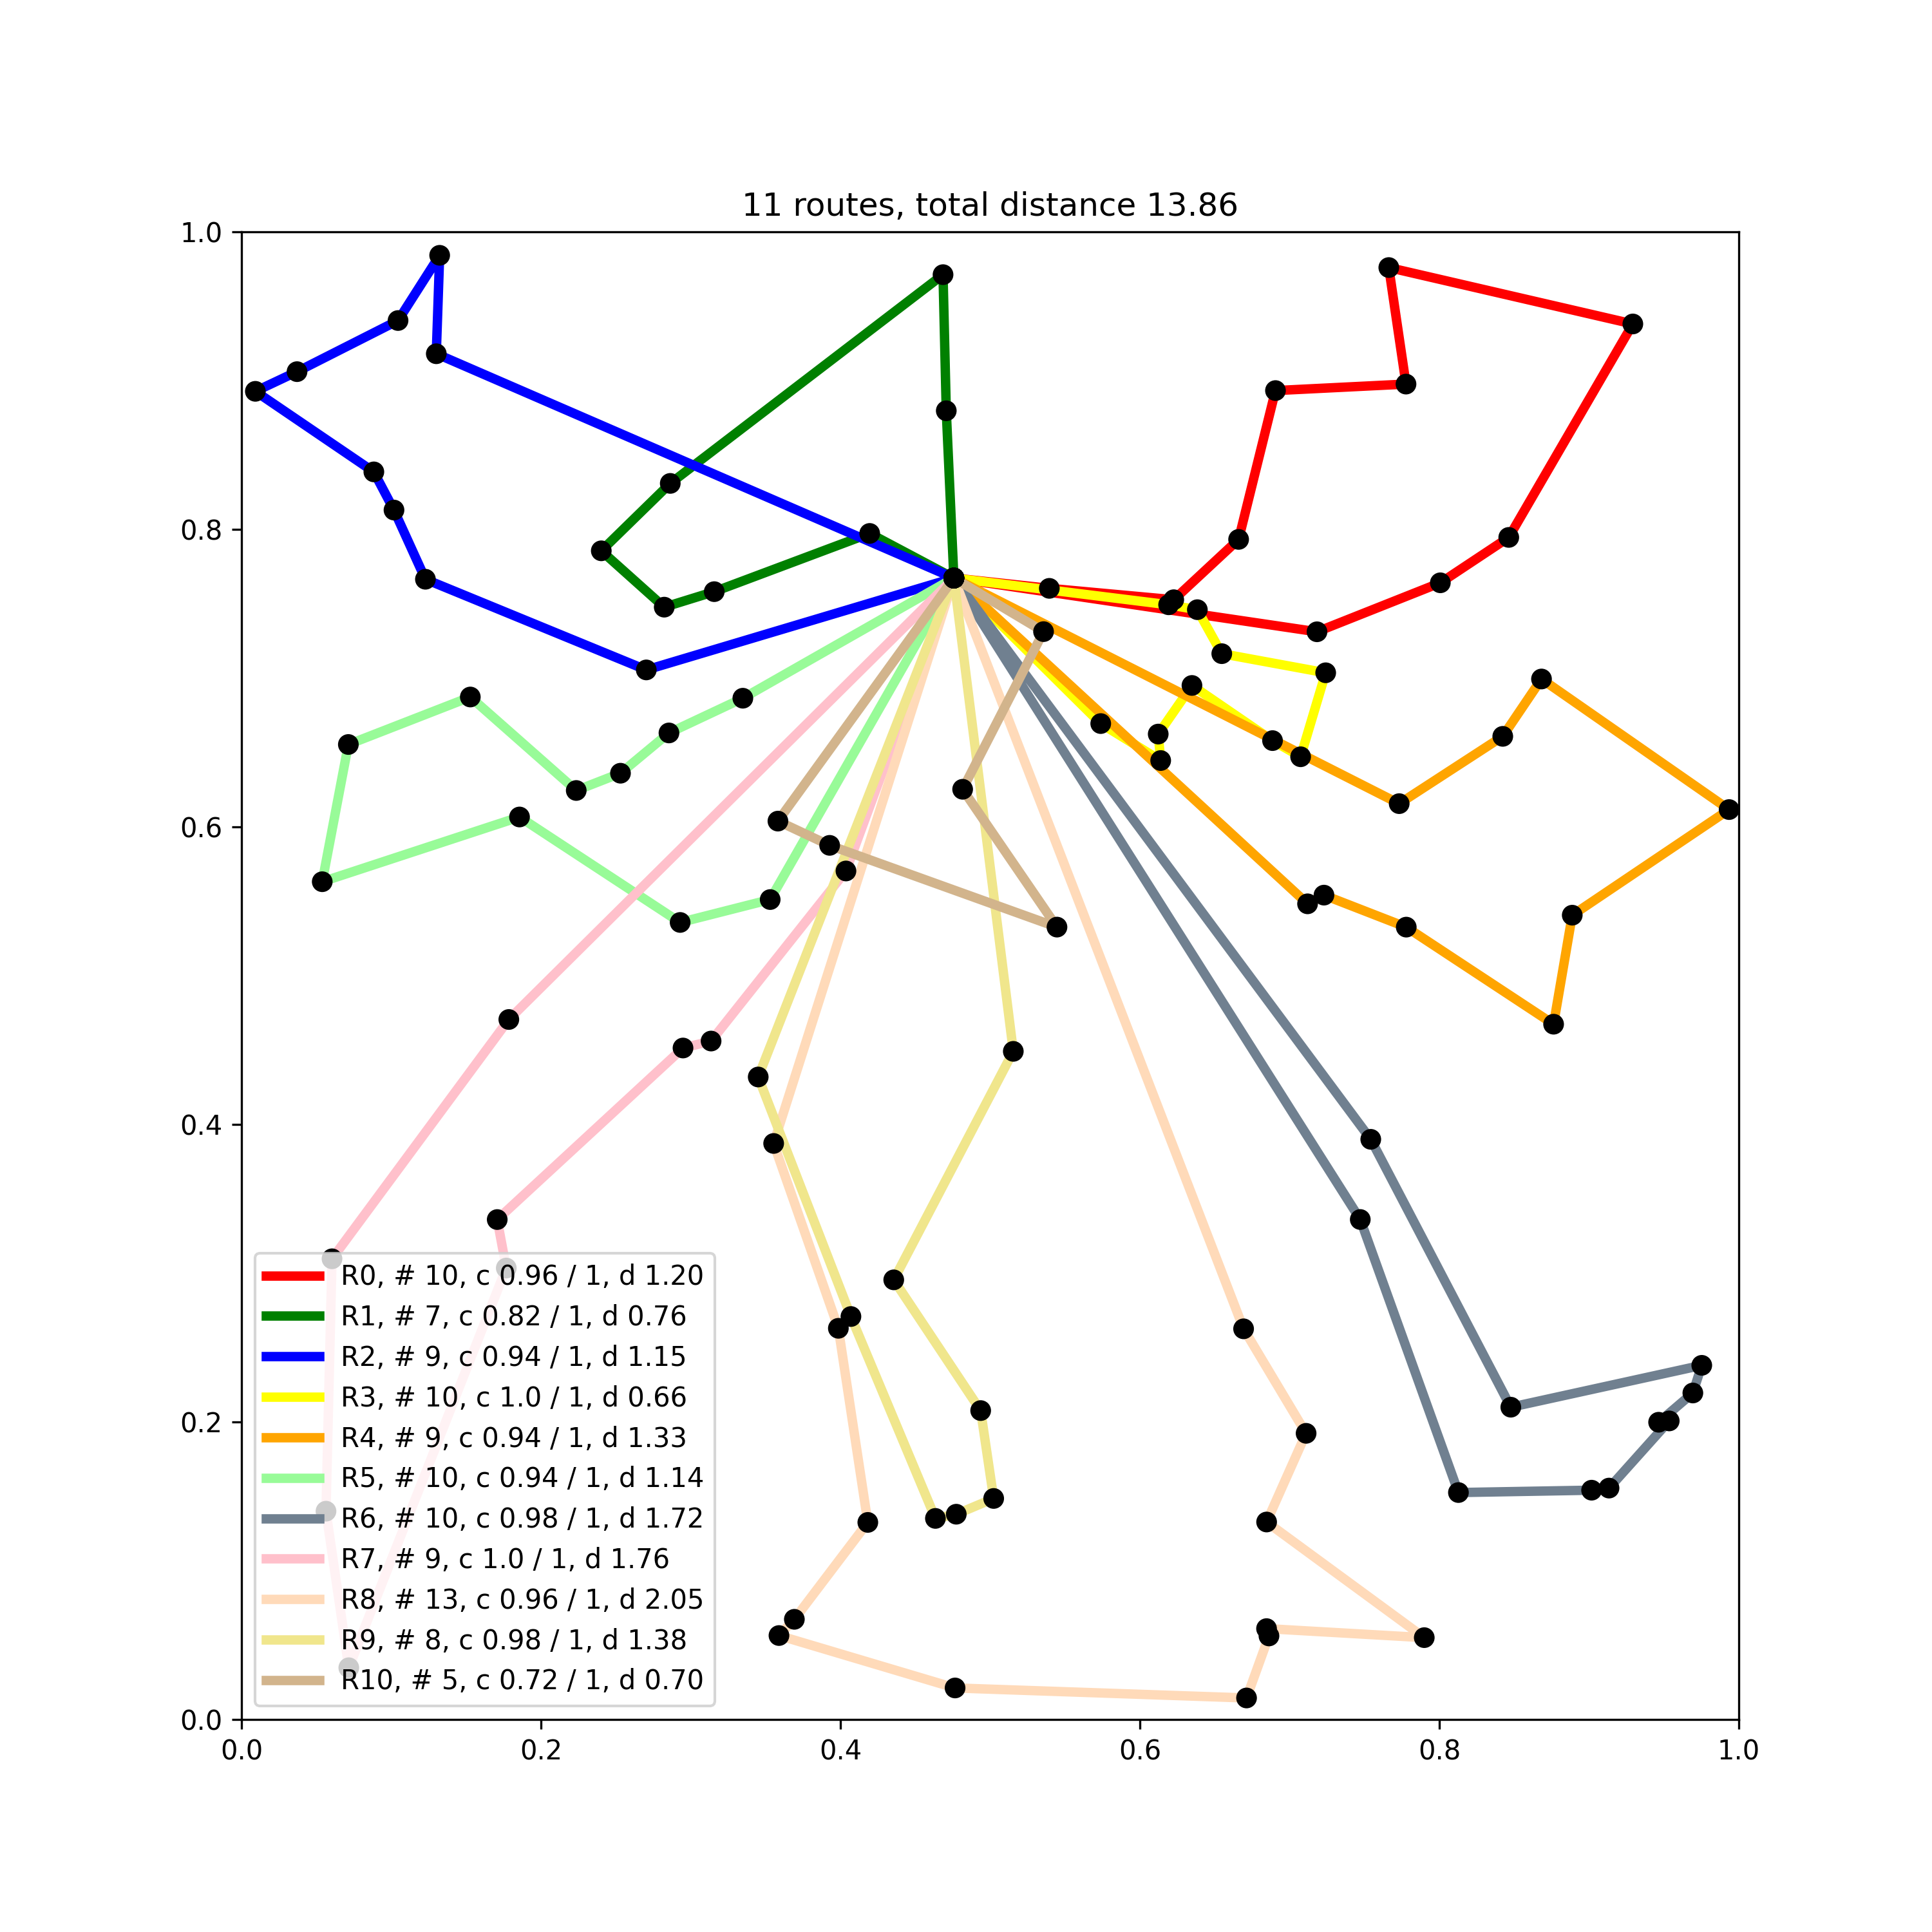 11 routes, total distance 13.86
1.0
0.8
0.6
0.4
0.2
0.0
R0, # 10, c 0.96 / 1, d 1.20
R1, # 7, c 0.82 / 1, d 0.76
R2, # 9, c 0.94 / 1, d 1.15
R3, # 10, c 1.0 / 1, d 0.66
R4, # 9, c 0.94 / 1, d 1.33
R5, # 10, c 0.94 / 1, d 1.14
R6, # 10, c 0.98 / 1, d 1.72
R7, # 9, c 1.0 / 1, d 1.76
R8, # 13, c 0.96 / 1, d 2.05
R9, # 8, c 0.98 / 1, d 1.38
R10, # 5, c 0.72 / 1, d 0.70
0.0 0.2 0.4 0.6 0.8 1.0